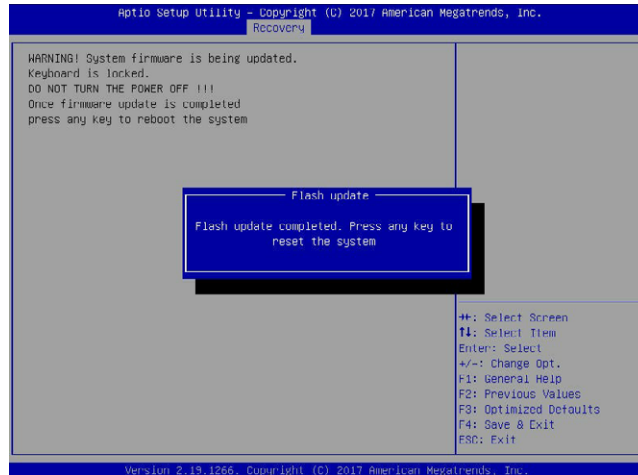 Aptio Setup Utility – Copyright (C) 2017 American Megatrends, Inc.
Recovery
WARNING! System firmware is being updated.
Keyboard is locked.
DO NOT TURN THE POWER OFF !!!
Once firmware update is completed
press any key to reboot the system
Flash update
Flash update completed. Press any key to
reset the system
→←: Select Screen
↑↓: Select Item
Enter: Select
+/-: Change Opt.
F1: General Help
F2: Previous Values
F3: Optimized Defaults
F4: Save & Exit
ESC: Exit
Version 2.19.1266. Copyright (C) 2017 American Megatrends, Inc.